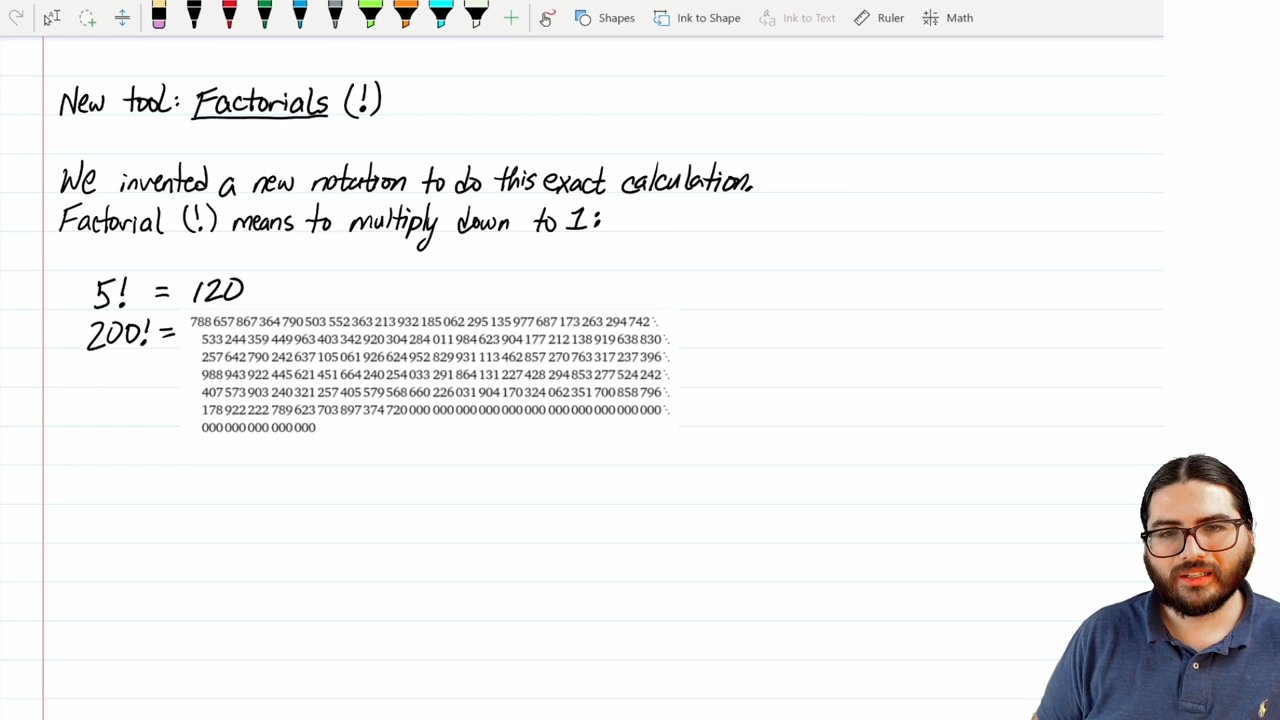 Shapes
Ink to Shape
Ink to Text
Ruler
Math
New tool: Factorials (!)
We invented a new notation to do this exact calculation.
Factorial (!) means to multiply down to 1:
5! = 120
200! =
788 657 867 364 790 503 552 363 213 932 185 062 295 135 977 687 173 263 294 742⋱
533 244 359 449 963 403 342 920 304 284 011 984 623 904 177 212 138 919 638 830⋱
257 642 790 242 637 105 061 926 624 952 829 931 113 462 857 270 763 317 237 396⋱
988 943 922 445 621 451 664 240 254 033 291 864 131 227 428 294 853 277 524 242⋱
407 573 903 240 321 257 405 579 568 660 226 031 904 170 324 062 351 700 858 796⋱
178 922 222 789 623 703 897 374 720 000 000 000 000 000 000 000 000 000 000 000⋱
000 000 000 000 000